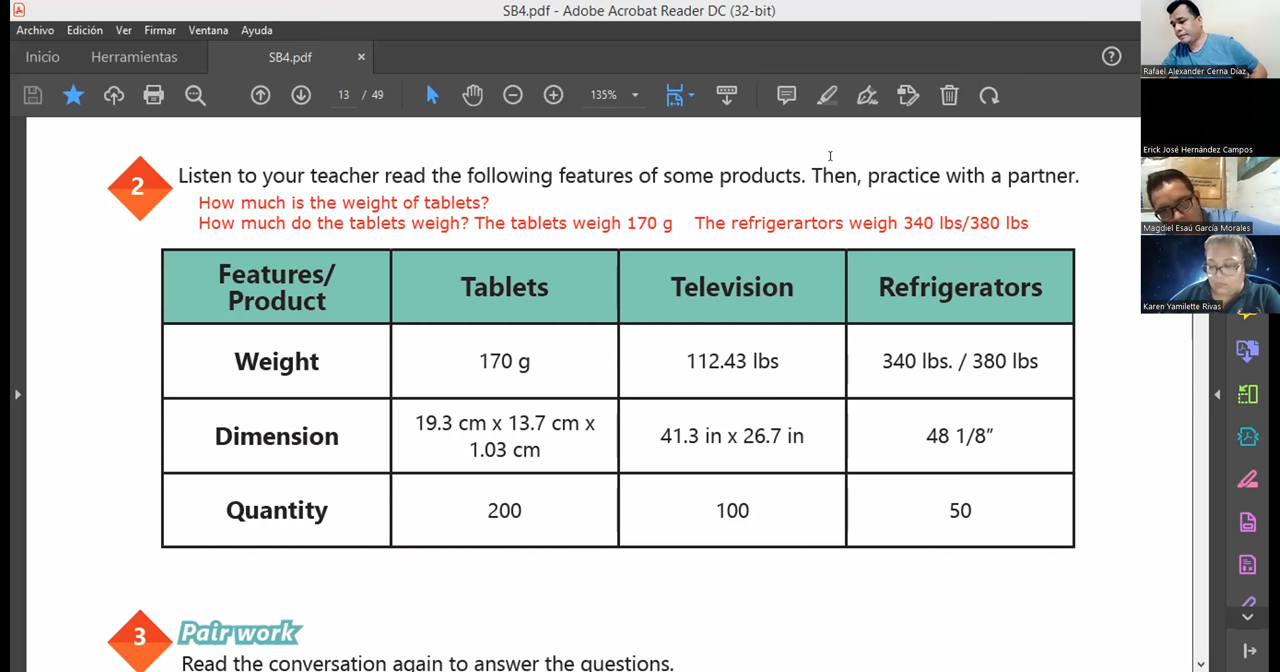 SB4.pdf - Adobe Acrobat Reader DC (32-bit)
Archivo Edición Ver Firmar Ventana Ayuda
Inicio Herramientas SB4.pdf ×
13 / 49 135%
2 Listen to your teacher read the following features of some products. Then, practice with a partner.
How much is the weight of tablets?
How much do the tablets weigh? The tablets weigh 170 g The refrigerartors weigh 340 lbs/380 lbs
Features/
Product
Tablets
Television
Refrigerators
Weight
170 g
112.43 lbs
340 lbs. / 380 lbs
Dimension
19.3 cm x 13.7 cm x
1.03 cm
41.3 in x 26.7 in
48 1/8”
Quantity
200
100
50
3 Pair work
Read the conversation again to answer the questions.
Rafael Alexander Cerna Díaz
Erick José Hernández Campos
Magdiel Esaú García Morales
Karen Yamilette Rivas